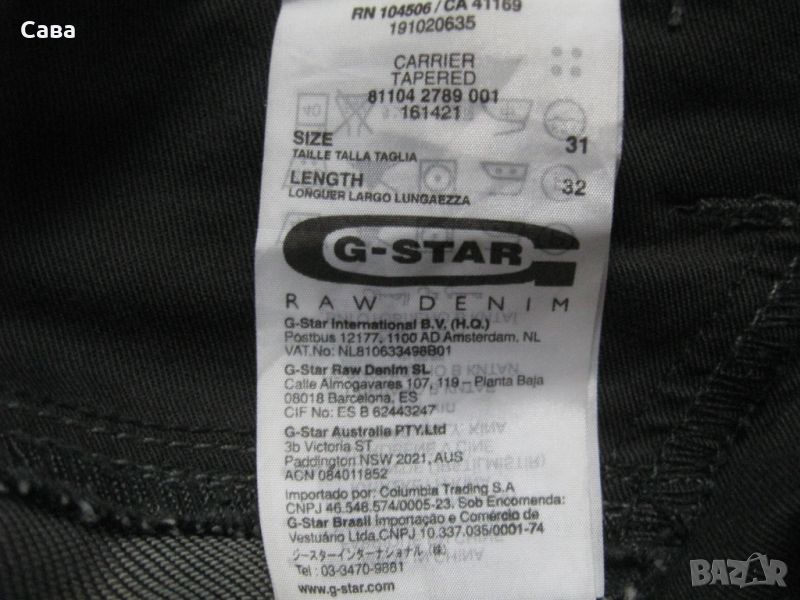 Сава
RN 104506 / CA 41169
191020635
CARRIER
TAPERED
81104 2789 001
161421
SIZE 31
TAILLE TALLA TAGLIA
LENGTH 32
LONGUER LARGO LUNGAEZZA
G-STAR
RAW DENIM
G-Star International B.V. (H.Q.)
Postbus 12177, 1100 AD Amsterdam. NL
VAT.No: NL810633498B01
G-Star Raw Denim SL
Calle Almogavares 107, 119 - Planta Baja
08018 Barcelona, ES
CIF No: ES B 62443247
G-Star Australia PTY.Ltd
3b Victoria ST
Paddington NSW 2021, AUS
ACN 084011852
Importado por: Columbia Trading S.A
CNPJ 46.548.574/0005-23. Sob Encomenda:
G-Star Brasil Importação e Comércio de
Vestuário Ltda,CNPJ 10.337.035/0001-74
ジースターインターナショナル (株)
Tel : 03-3470-9861
www.g-star.com
BAZAR